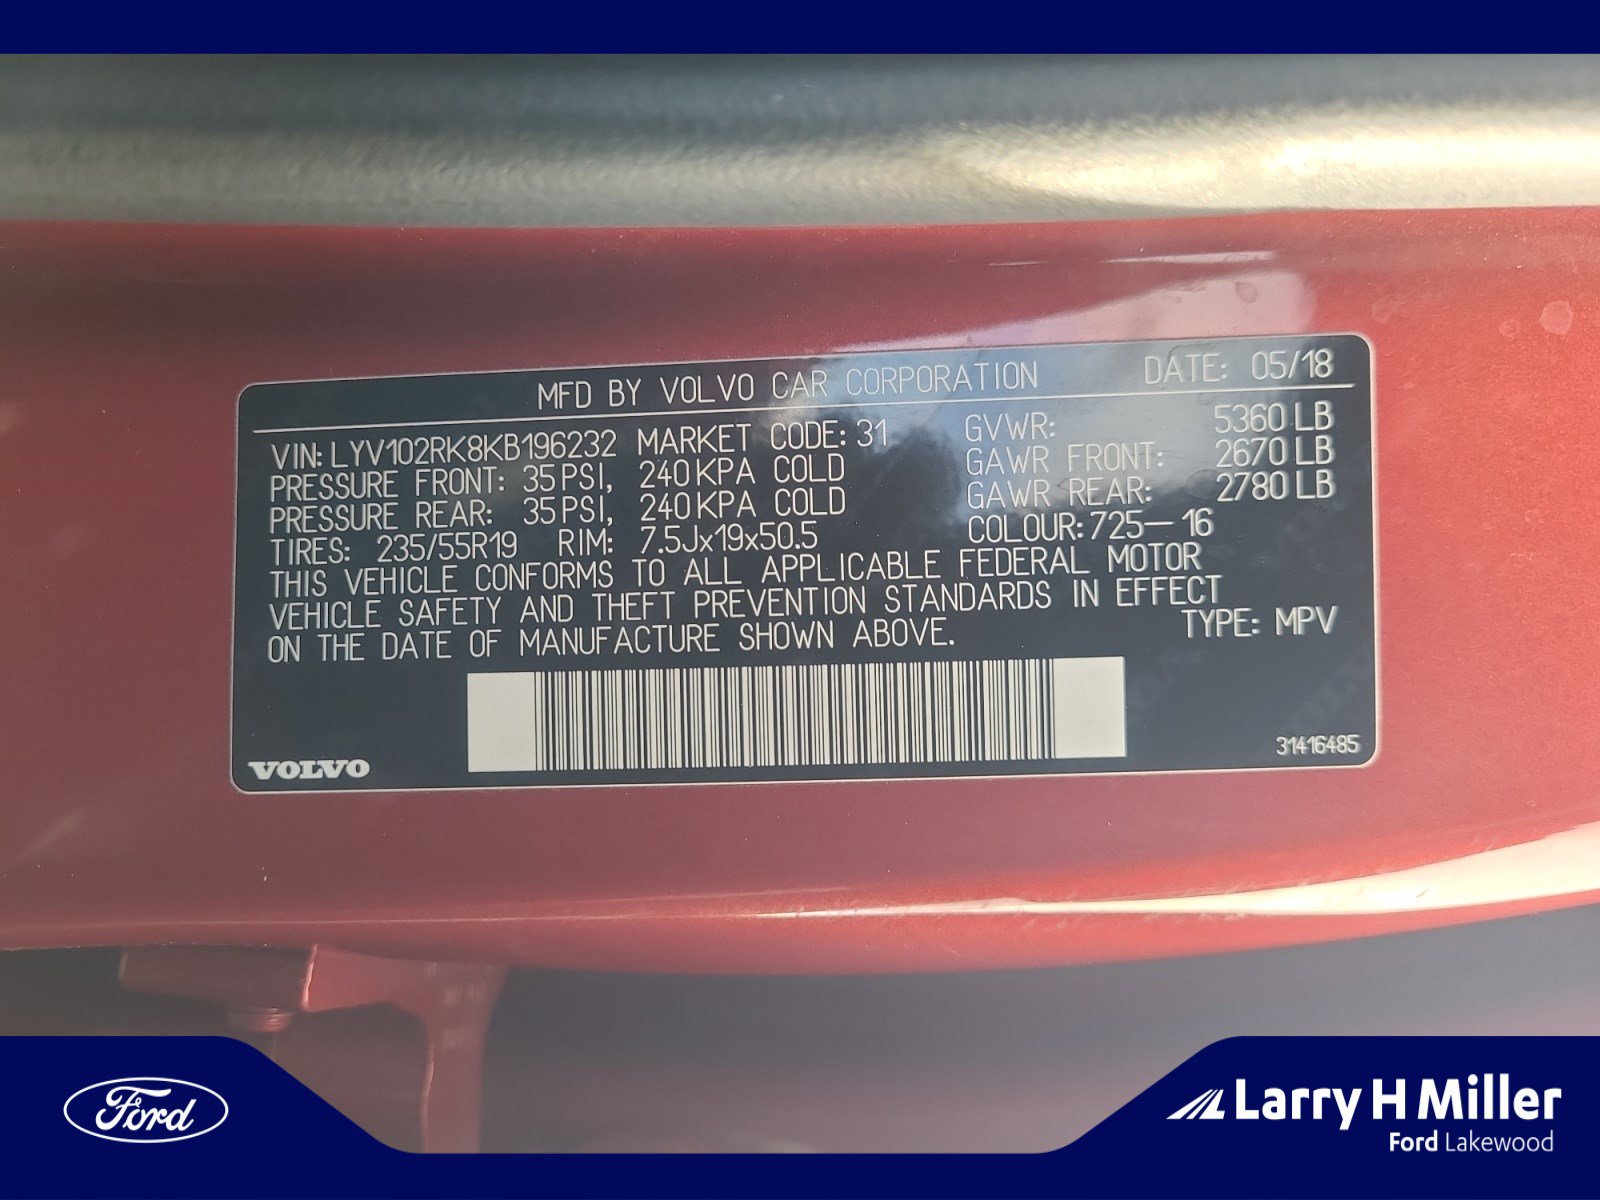 MFD BY VOLVO CAR CORPORATION DATE: 05/18
VIN: LYV102RK8KB196232 MARKET CODE: 31 GVWR: 5360 LB
PRESSURE FRONT: 35 PSI, 240 KPA COLD GAWR FRONT: 2670 LB
PRESSURE REAR: 35 PSI, 240 KPA COLD GAWR REAR: 2780 LB
TIRES: 235/55R19 RIM: 7.5Jx19x50.5 COLOUR: 725-16
THIS VEHICLE CONFORMS TO ALL APPLICABLE FEDERAL MOTOR
VEHICLE SAFETY AND THEFT PREVENTION STANDARDS IN EFFECT
ON THE DATE OF MANUFACTURE SHOWN ABOVE. TYPE: MPV
VOLVO 31416485
Ford
Larry H Miller
Ford Lakewood